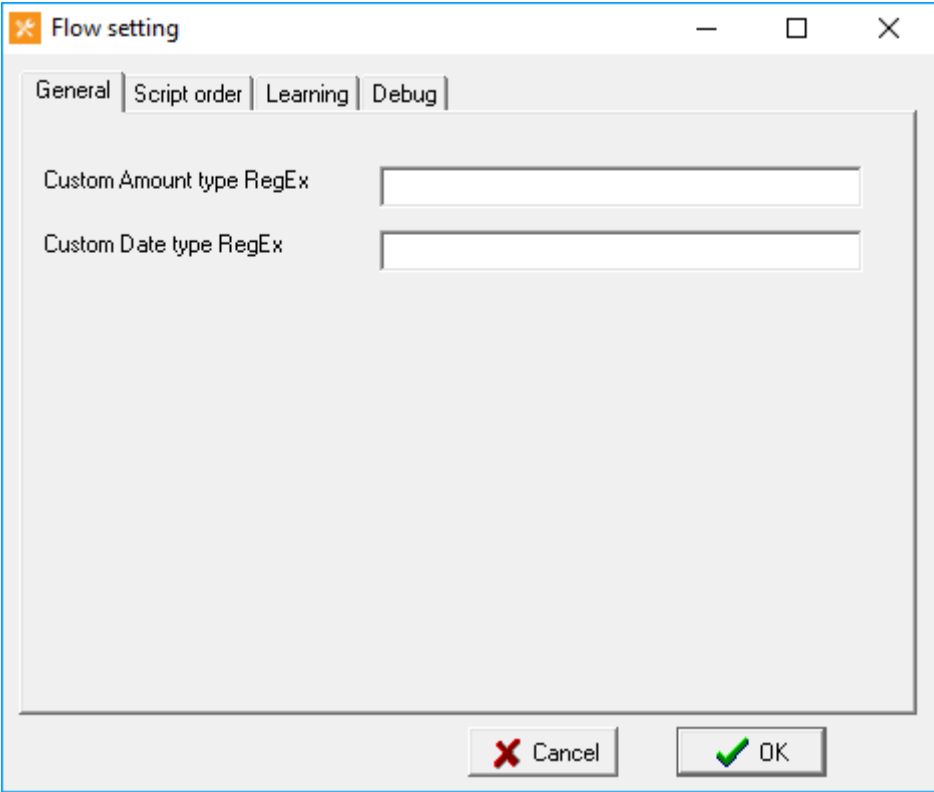 Flow setting
General Script order Learning Debug
Custom Amount type RegEx
Custom Date type RegEx
Cancel OK